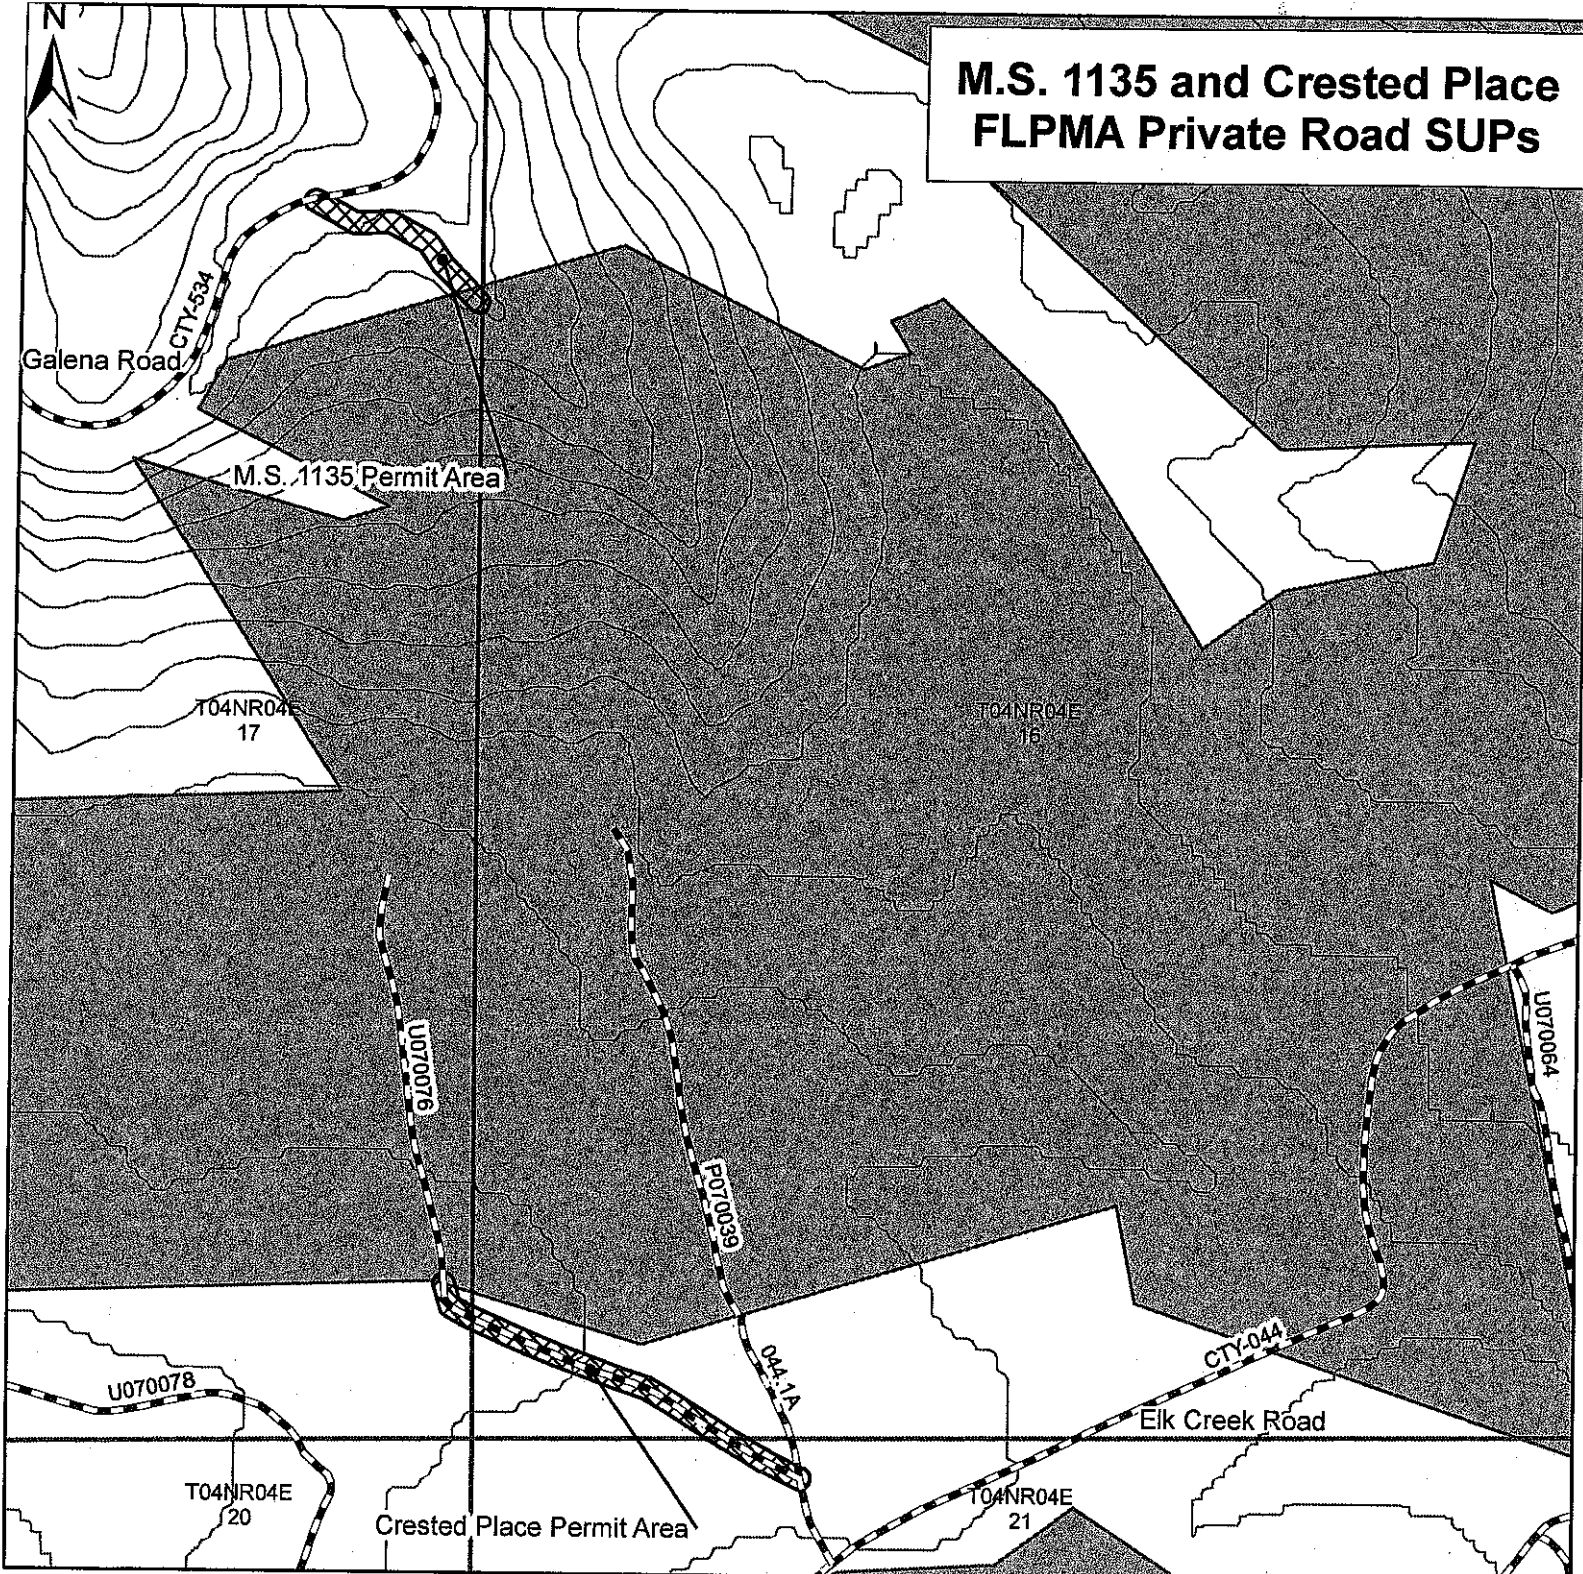 N
M.S. 1135 and Crested Place
FLPMA Private Road SUPs
CTY-534
Galena Road
M.S. 1135 Permit Area
T04NR04E
17
T04NR04E
16
U070076
P070039
U070064
044.1A
CTY-044
U070078
Elk Creek Road
T04NR04E
20
T04NR04E
21
Crested Place Permit Area